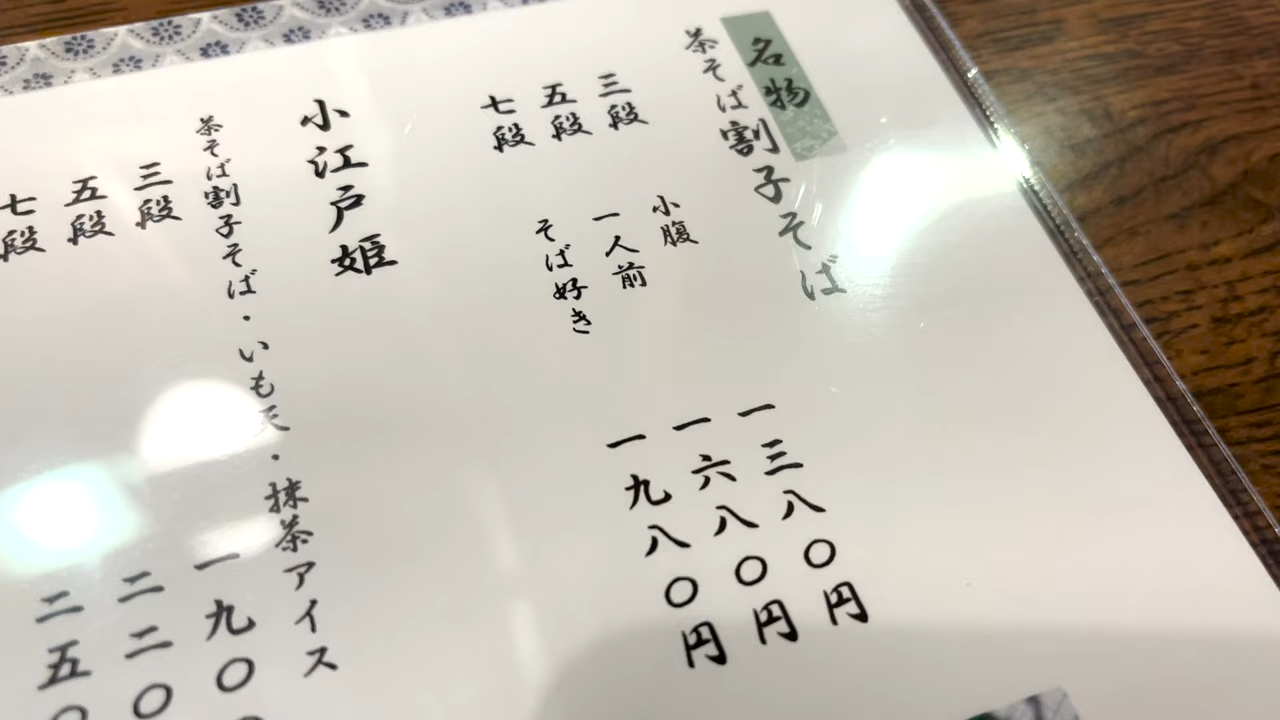 名物
茶そば割子そば
三段 小腹 一三八〇円
五段 一人前 一六八〇円
七段 そば好き 一九八〇円
小江戸姫
茶そば割子そば・いも天・抹茶アイス
三段 一九〇
五段 二二〇
七段 二五〇